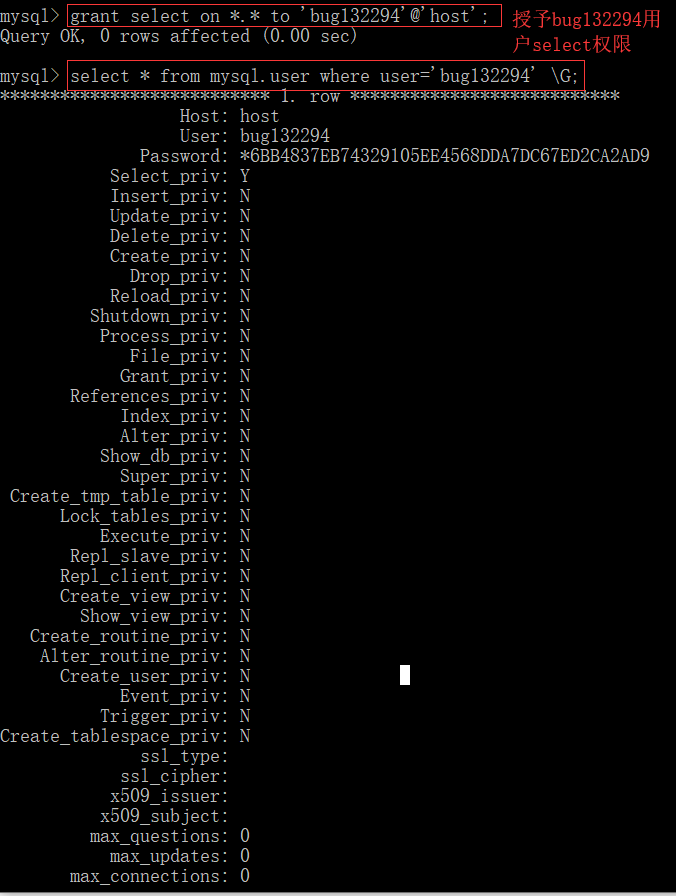 mysql> grant select on *.* to 'bug132294'@'host';
授予bug132294用
户select权限
Query OK, 0 rows affected (0.00 sec)
mysql> select * from mysql.user where user='bug132294' \G;
*************************** 1. row ***************************
Host: host
User: bug132294
Password: *6BB4837EB74329105EE4568DDA7DC67ED2CA2AD9
Select_priv: Y
Insert_priv: N
Update_priv: N
Delete_priv: N
Create_priv: N
Drop_priv: N
Reload_priv: N
Shutdown_priv: N
Process_priv: N
File_priv: N
Grant_priv: N
References_priv: N
Index_priv: N
Alter_priv: N
Show_db_priv: N
Super_priv: N
Create_tmp_table_priv: N
Lock_tables_priv: N
Execute_priv: N
Repl_slave_priv: N
Repl_client_priv: N
Create_view_priv: N
Show_view_priv: N
Create_routine_priv: N
Alter_routine_priv: N
Create_user_priv: N
Event_priv: N
Trigger_priv: N
Create_tablespace_priv: N
ssl_type:
ssl_cipher:
x509_issuer:
x509_subject:
max_questions: 0
max_updates: 0
max_connections: 0